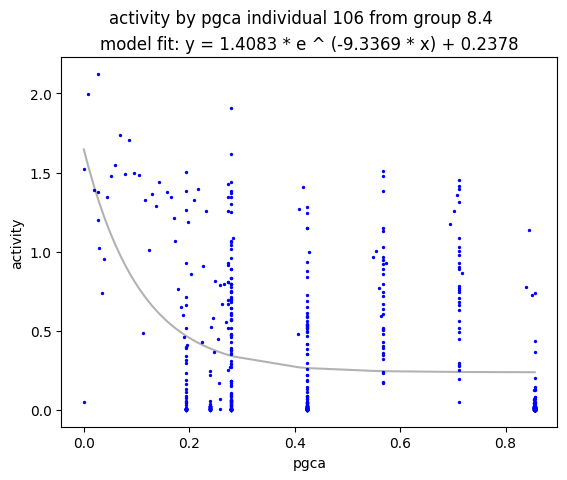 activity by pgca individual 106 from group 8.4
model fit: y = 1.4083 * e ^ (-9.3369 * x) + 0.2378
2.0
1.5
1.0
0.5
0.0
activity
0.0 0.2 0.4 0.6 0.8
pgca